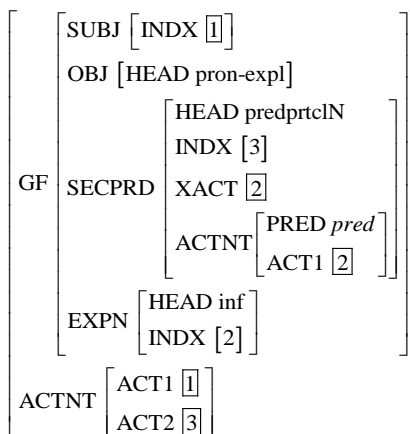 SUBJ [INDX 1]
OBJ [HEAD pron-expl]
HEAD predprtclN
INDX [3]
GF SECPRD XACT 2
ACTNT PRED pred
ACT1 2
EXPN HEAD inf
INDX [2]
ACTNT ACT1 1
ACT2 3